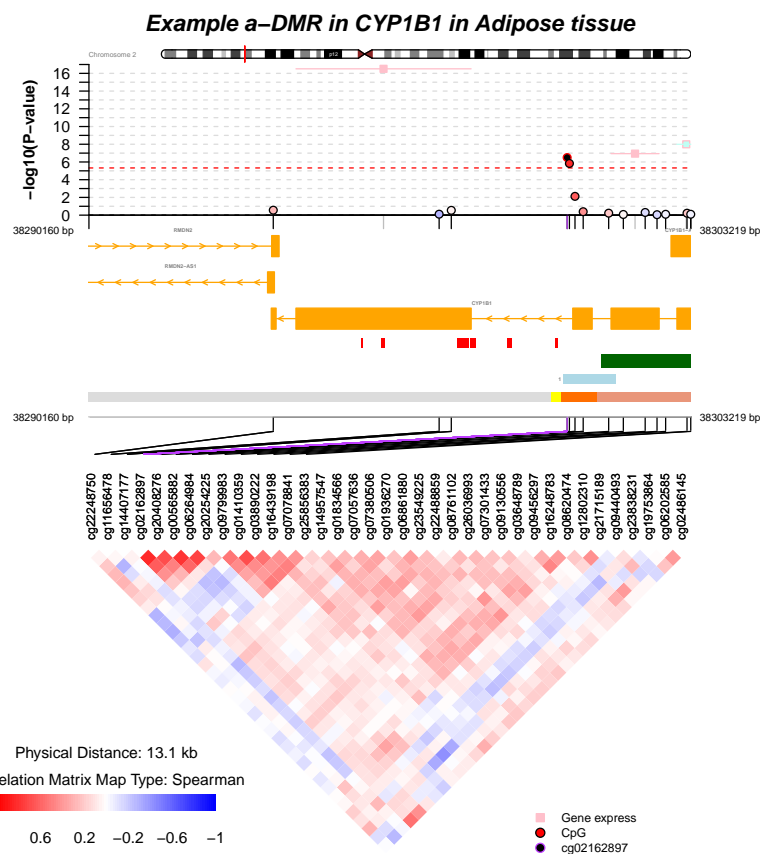 Example a–DMR in CYP1B1 in Adipose tissue
Chromosome 2
p12
−log10(P−value)
16
14
12
10
8
6
4
2
0
38290160 bp
38303219 bp
RMDN2
CYP1B1-
RMDN2-AS1
CYP1B1
38290160 bp
38303219 bp
cg22248750
cg11656478
cg14407177
cg02162897
cg20408276
cg00565882
cg06264984
cg20254225
cg09799983
cg01410359
cg03890222
cg16439198
cg07078841
cg25856383
cg14957547
cg01834566
cg07057636
cg07380506
cg01936270
cg06861880
cg23549225
cg22488859
cg08761102
cg26036993
cg07301433
cg09130556
cg03648789
cg09456297
cg16248783
cg08620474
cg12802310
cg21715189
cg09440493
cg23838231
cg19753864
cg06202585
cg02486145
Physical Distance: 13.1 kb
elation Matrix Map Type: Spearman
0.6 0.2 −0.2 −0.6 −1
Gene express
CpG
cg02162897